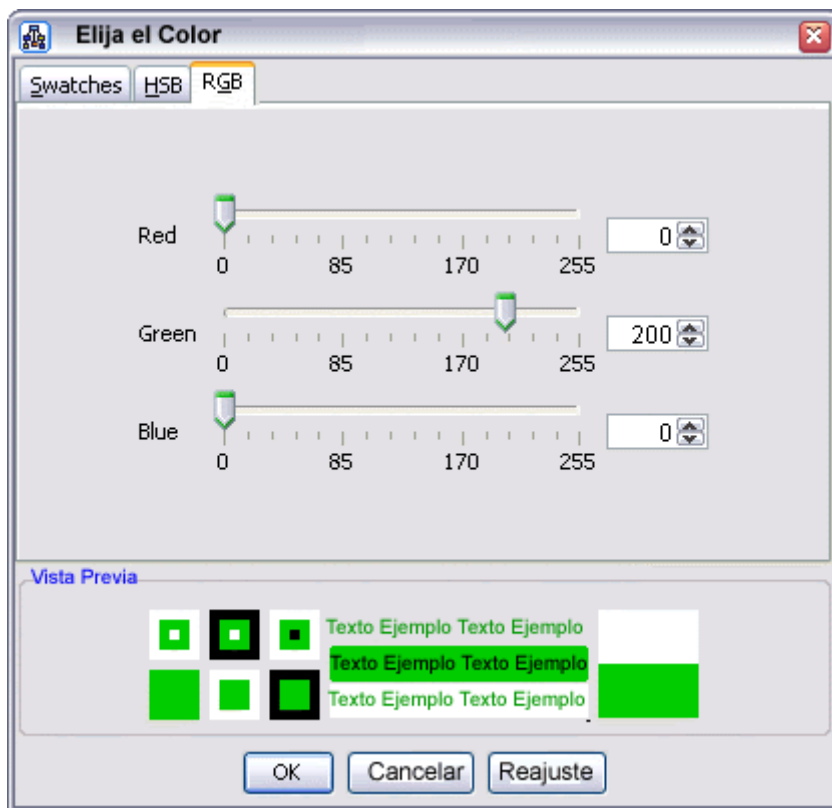 Elija el Color
Swatches HSB RGB
Red 0
0 85 170 255
Green 200
0 85 170 255
Blue 0
0 85 170 255
Vista Previa
Texto Ejemplo Texto Ejemplo
Texto Ejemplo Texto Ejemplo
Texto Ejemplo Texto Ejemplo
OK Cancelar Reajuste